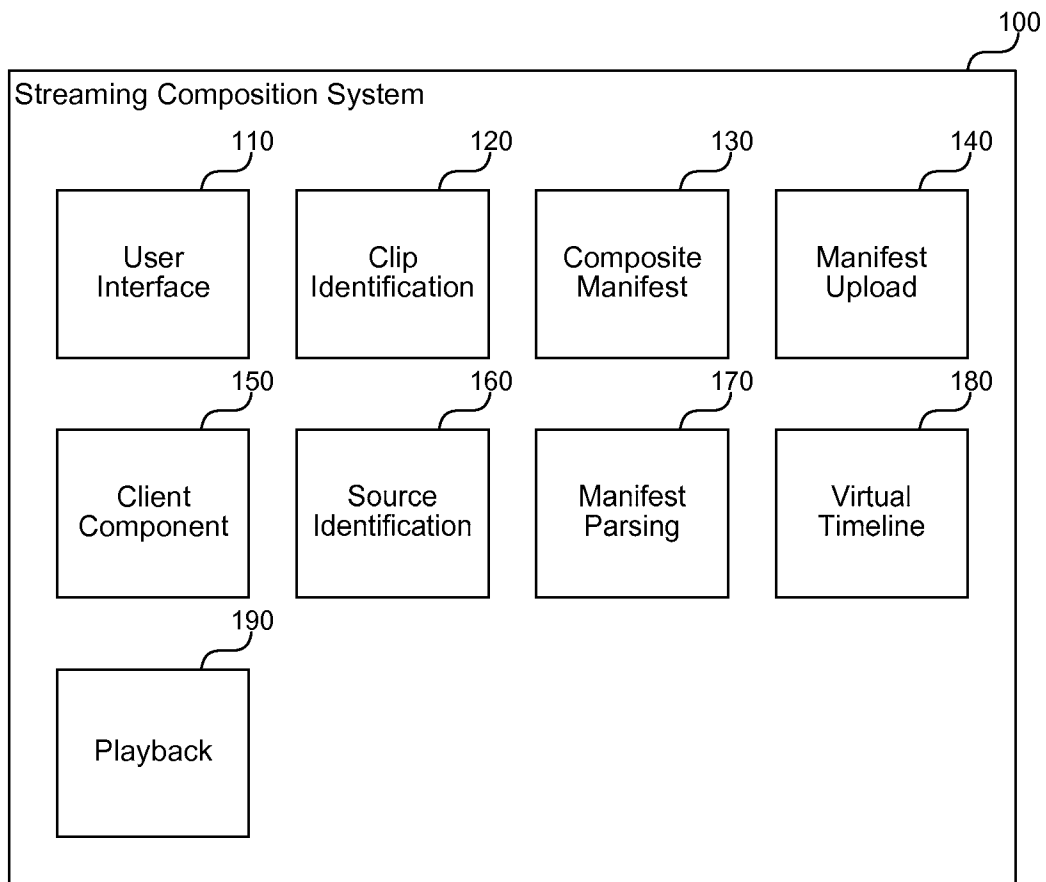 100
Streaming Composition System
110
120
130
140
User
Interface
Clip
Identification
Composite
Manifest
Manifest
Upload
150
160
170
180
Client
Component
Source
Identification
Manifest
Parsing
Virtual
Timeline
190
Playback